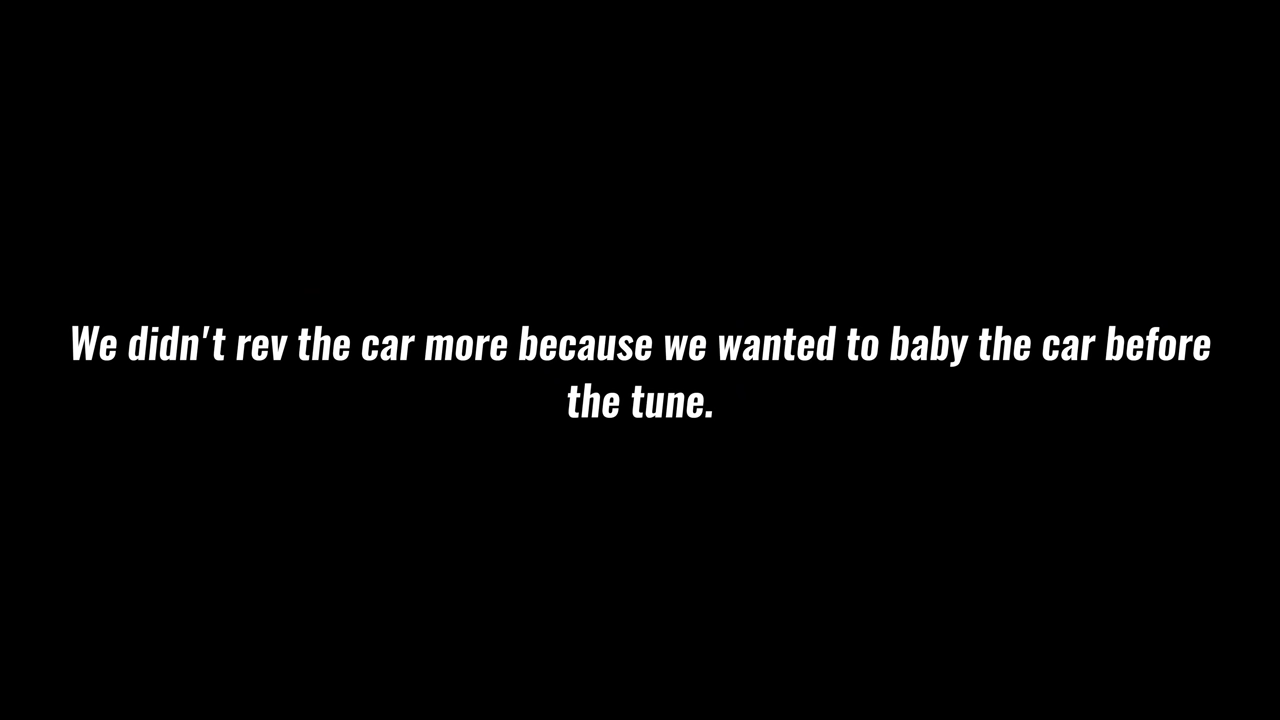 We didn't rev the car more because we wanted to baby the car before
the tune.